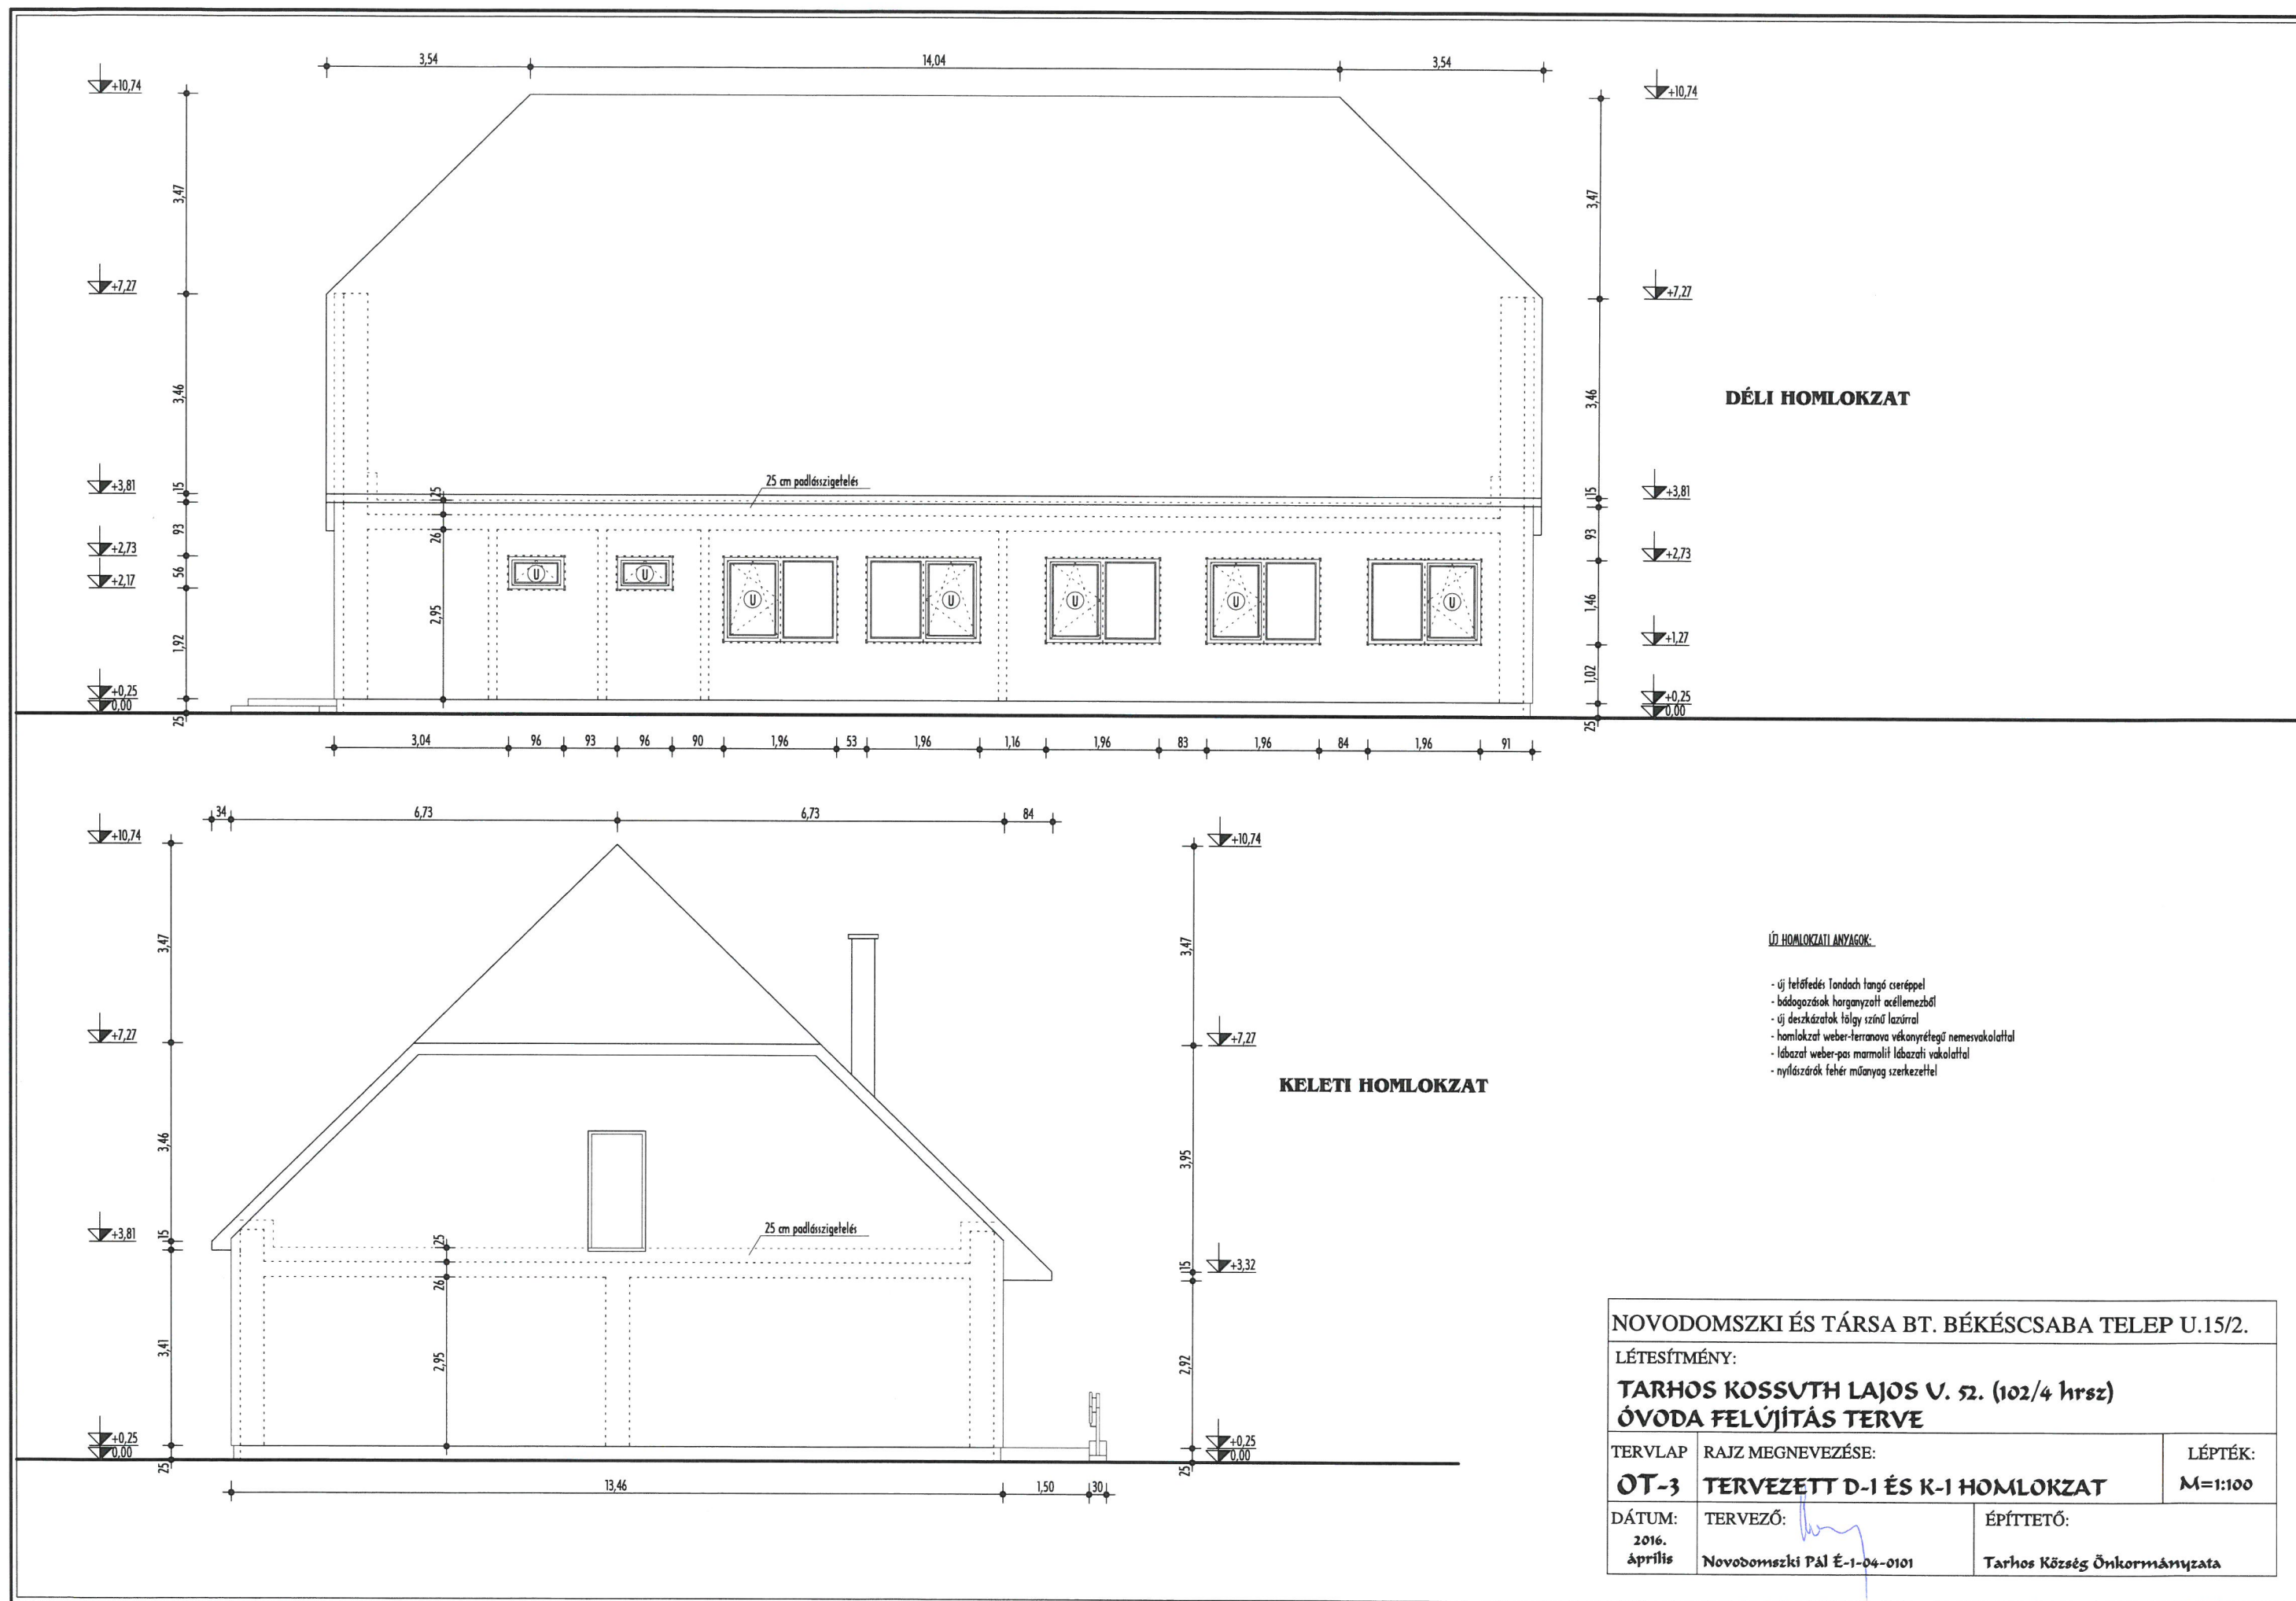 3,54
14,04
3,54
+10,74
+10,74
3,47
3,47
+7,27
+7,27
3,46
3,46
DÉLI HOMLOKZAT
25 cm padlásszigetelés
+3,81
15
25
15
+3,81
93
26
93
+2,73
+2,73
56
+2,17
U
U
U
U
U
U
U
1,46
2,95
1,92
+1,27
1,02
+0,25
0,00
25
+0,25
0,00
25
3,04
96
93
96
90
1,96
53
1,96
1,16
1,96
83
1,96
84
1,96
91
34
6,73
6,73
84
+10,74
+10,74
3,47
3,47
+7,27
+7,27
KELETI HOMLOKZAT
3,46
3,95
25 cm padlásszigetelés
+3,81
15
25
26
15
+3,32
3,41
2,95
2,92
+0,25
0,00
25
+0,25
0,00
25
13,46
1,50
30
ÚJ HOMLOKZATI ANYAGOK:
- új tetőfedés Tondach tangó cseréppel
- bádogozások horganyzott acéllemezből
- új deszkázatok tölgy színű lazúrral
- homlokzat weber-terranova vékonyrétegű nemesvakolattal
- lábazat weber-pas marmolit lábazati vakolattal
- nyílászárók fehér műanyag szerkezettel
NOVODOMSZKI ÉS TÁRSA BT. BÉKÉSCSABA TELEP U.15/2.
LÉTESÍTMÉNY:
TARHOS KOSSUTH LAJOS U. 52. (102/4 hrsz)
ÓVODA FELÚJÍTÁS TERVE
TERVLAP
RAJZ MEGNEVEZÉSE:
LÉPTÉK:
OT-3
TERVEZETT D-I ÉS K-I HOMLOKZAT
M=1:100
DÁTUM:
TERVEZŐ:
ÉPÍTTETŐ:
2016.
április
Novodomszki Pál É-1-04-0101
Tarhos Község Önkormányzata